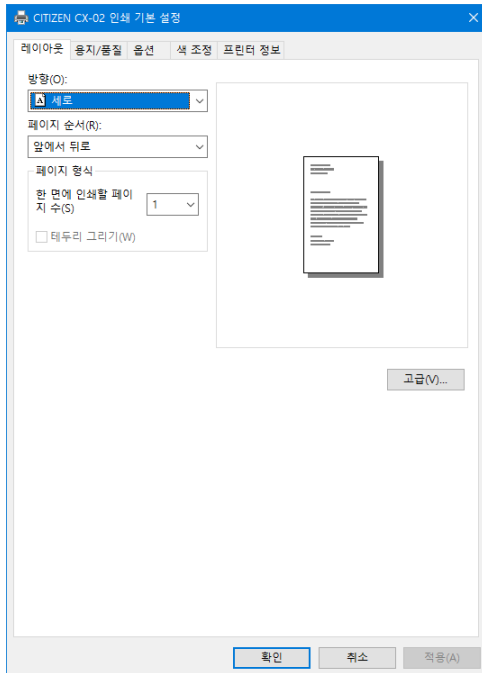 CITIZEN CX-02 인쇄 기본 설정
레이아웃 용지/품질 옵션 색 조정 프린터 정보
방향(O):
세로
페이지 순서(R):
앞에서 뒤로
페이지 형식
한 면에 인쇄할 페이
지 수(S)
1
테두리 그리기(W)
고급(V)...
확인 취소 적용(A)